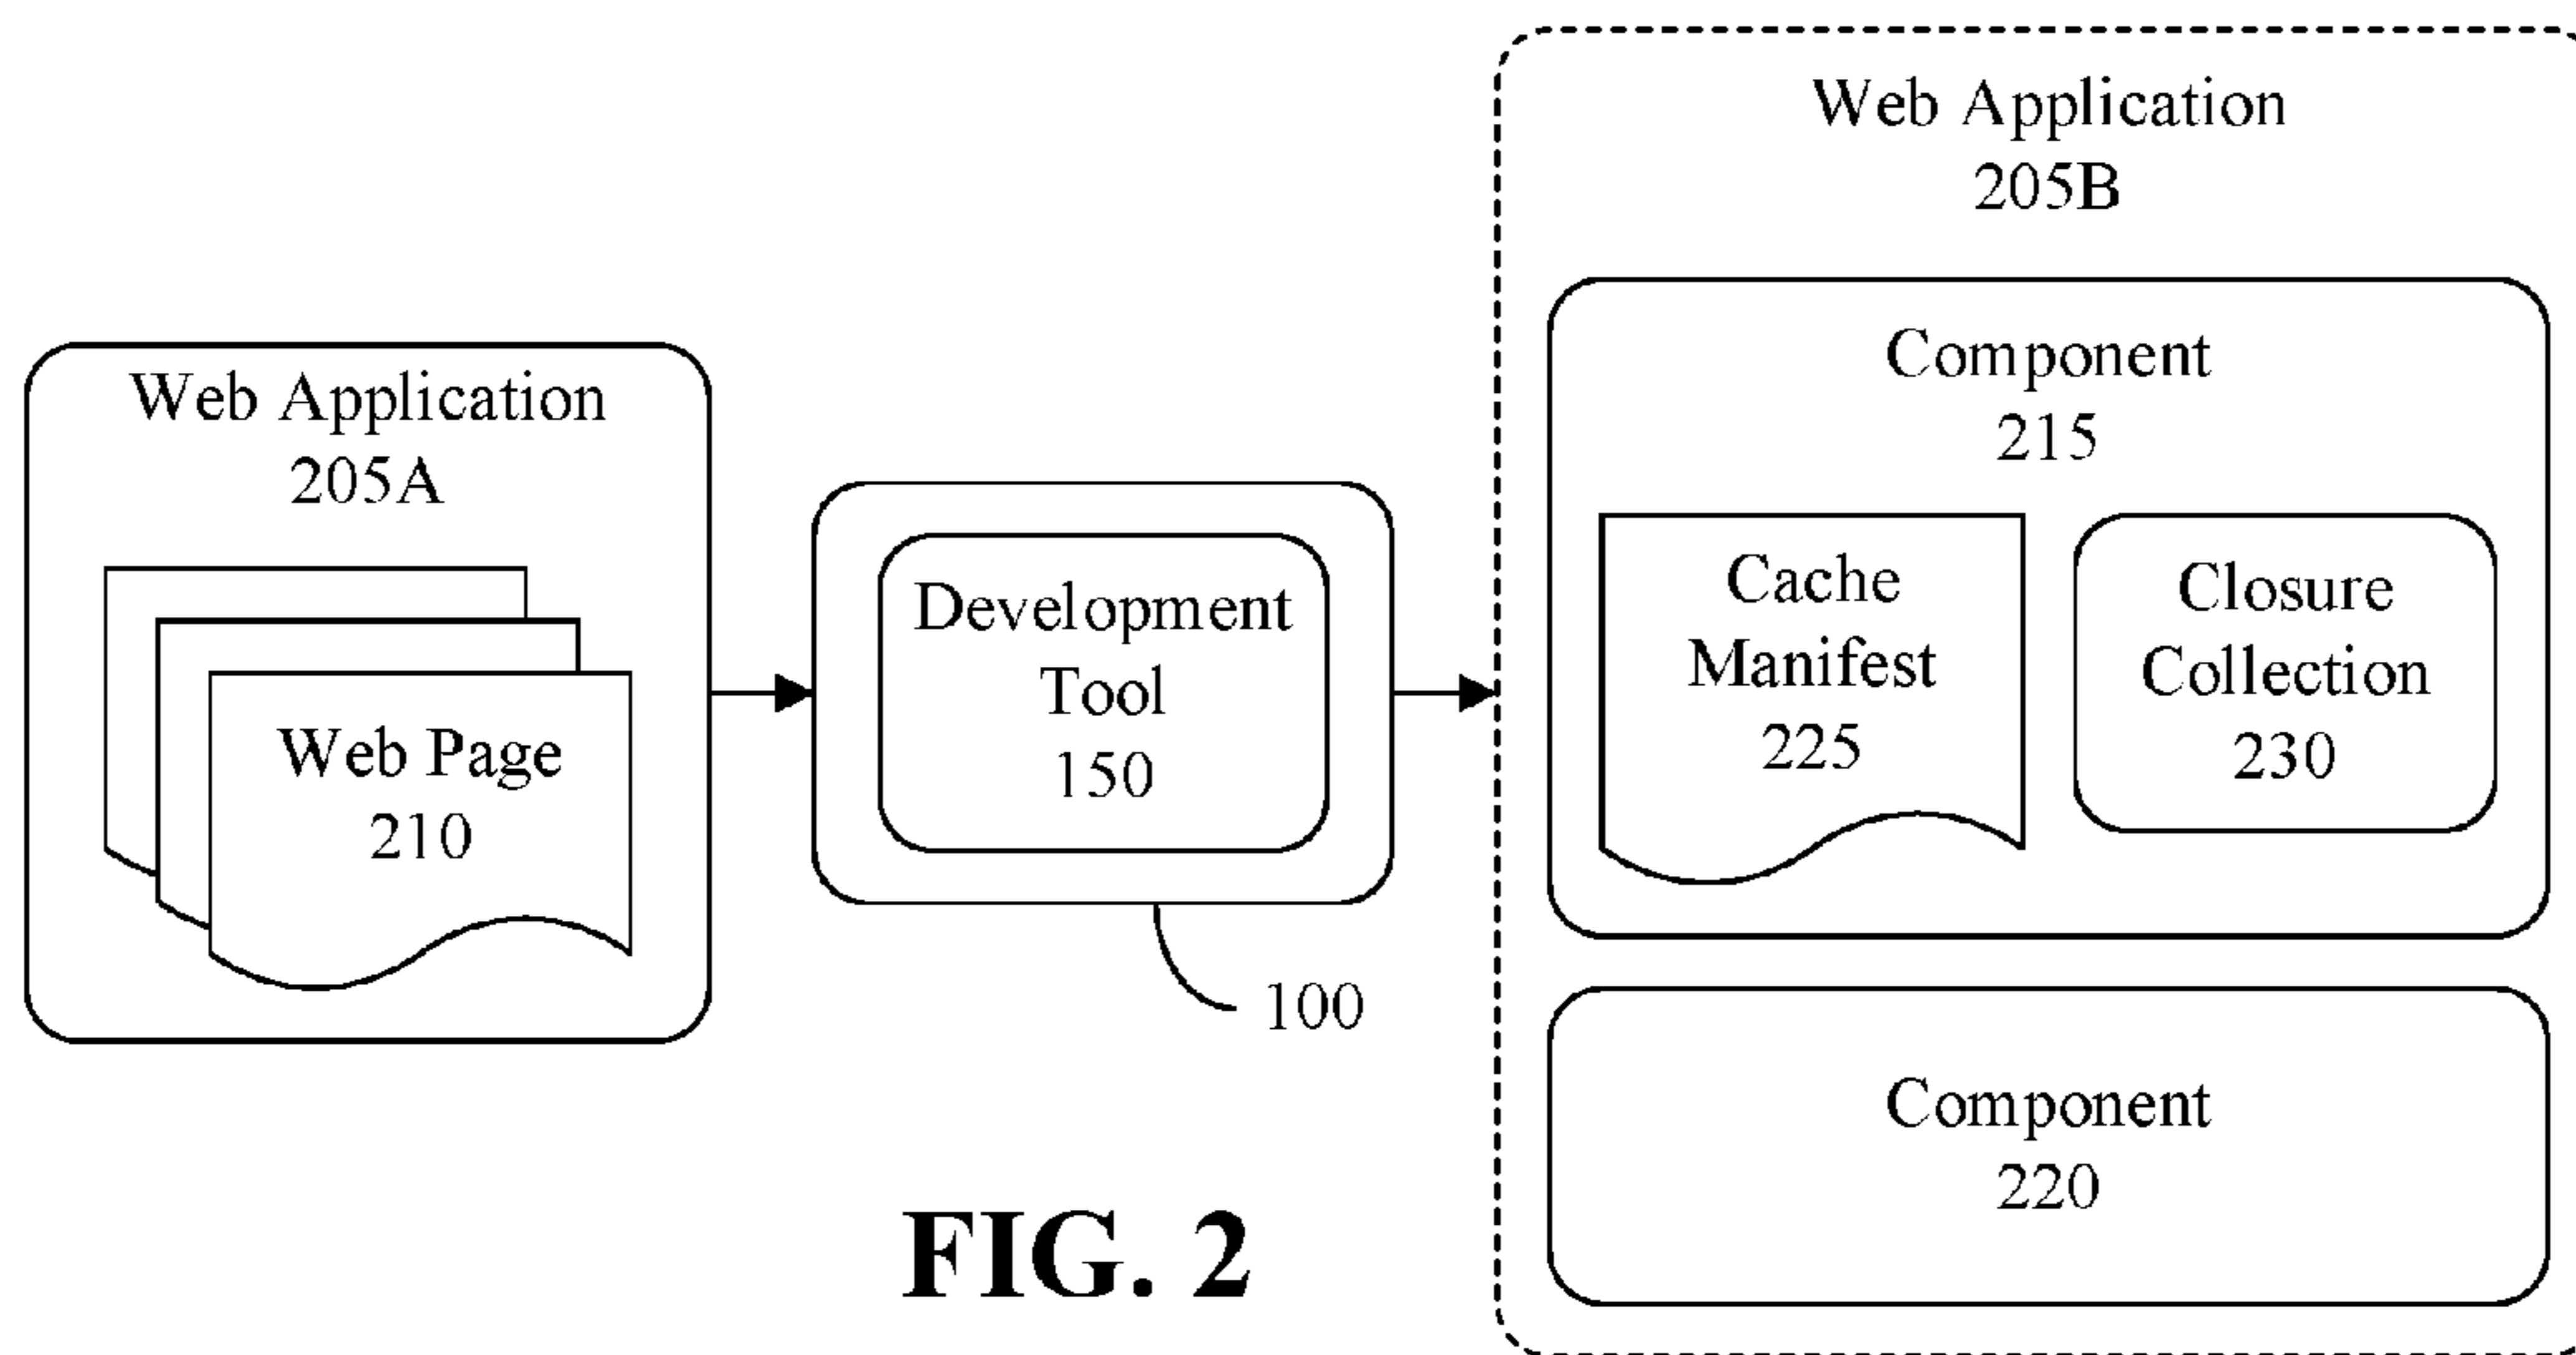 Web Application
205A
Web Page
210
Development
Tool
150
100
Web Application
205B
Component
215
Cache
Manifest
225
Closure
Collection
230
Component
220
FIG. 2